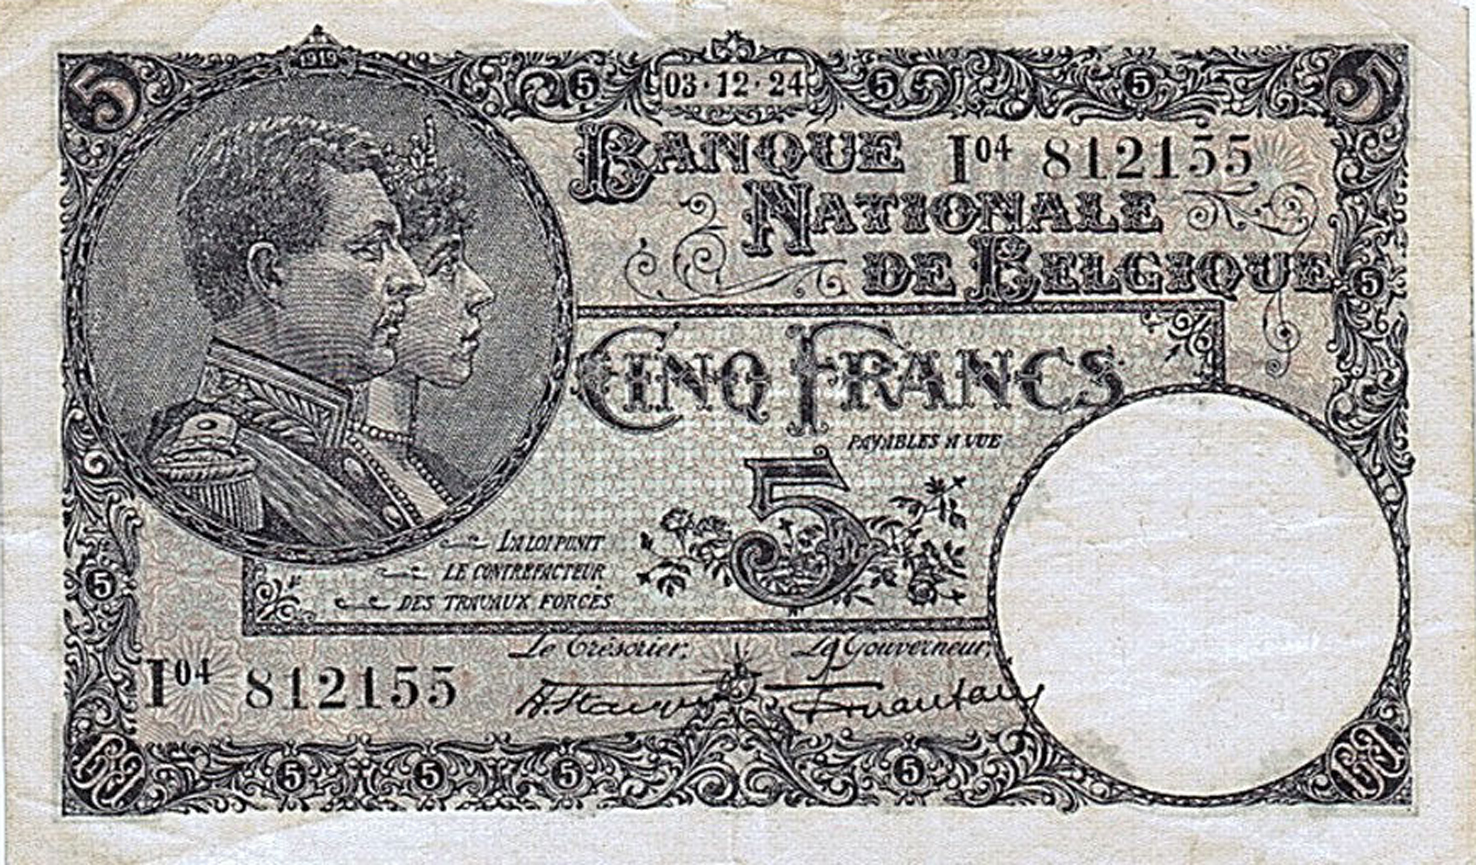 5
1919
5
03·12·24
5
5
5
BANQUE I04 812155
NATIONALE
DE BELGIQUE
5
CINQ FRANCS
PAYABLES A VUE
5
LA LOI PUNIT
LE CONTREFACTEUR
DES TRAVAUX FORCÉS
5
Le Trésorier,
Le Gouverneur,
I04 812155
5
5
5
5